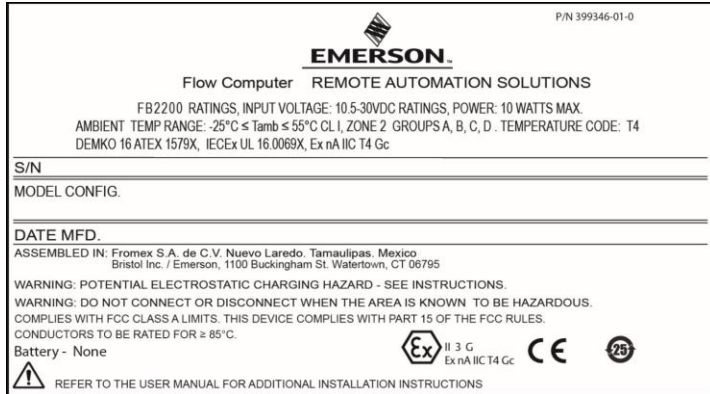 P/N 399346-01-0
EMERSON™
Flow Computer REMOTE AUTOMATION SOLUTIONS
FB2200 RATINGS, INPUT VOLTAGE: 10.5-30VDC RATINGS, POWER: 10 WATTS MAX.
AMBIENT TEMP RANGE: -25°C ≤ Tamb ≤ 55°C CL I, ZONE 2 GROUPS A, B, C, D . TEMPERATURE CODE: T4
DEMKO 16 ATEX 1579X, IECEx UL 16.0069X, Ex nA IIC T4 Gc
S/N
MODEL CONFIG.
DATE MFD.
ASSEMBLED IN: Fromex S.A. de C.V. Nuevo Laredo. Tamaulipas. Mexico
Bristol Inc. / Emerson, 1100 Buckingham St. Watertown, CT 06795
WARNING: POTENTIAL ELECTROSTATIC CHARGING HAZARD - SEE INSTRUCTIONS.
WARNING: DO NOT CONNECT OR DISCONNECT WHEN THE AREA IS KNOWN TO BE HAZARDOUS.
COMPLIES WITH FCC CLASS A LIMITS. THIS DEVICE COMPLIES WITH PART 15 OF THE FCC RULES.
CONDUCTORS TO BE RATED FOR ≥ 85°C.
Battery - None
Ex II 3 G
Ex nA IIC T4 Gc
CE
25
REFER TO THE USER MANUAL FOR ADDITIONAL INSTALLATION INSTRUCTIONS